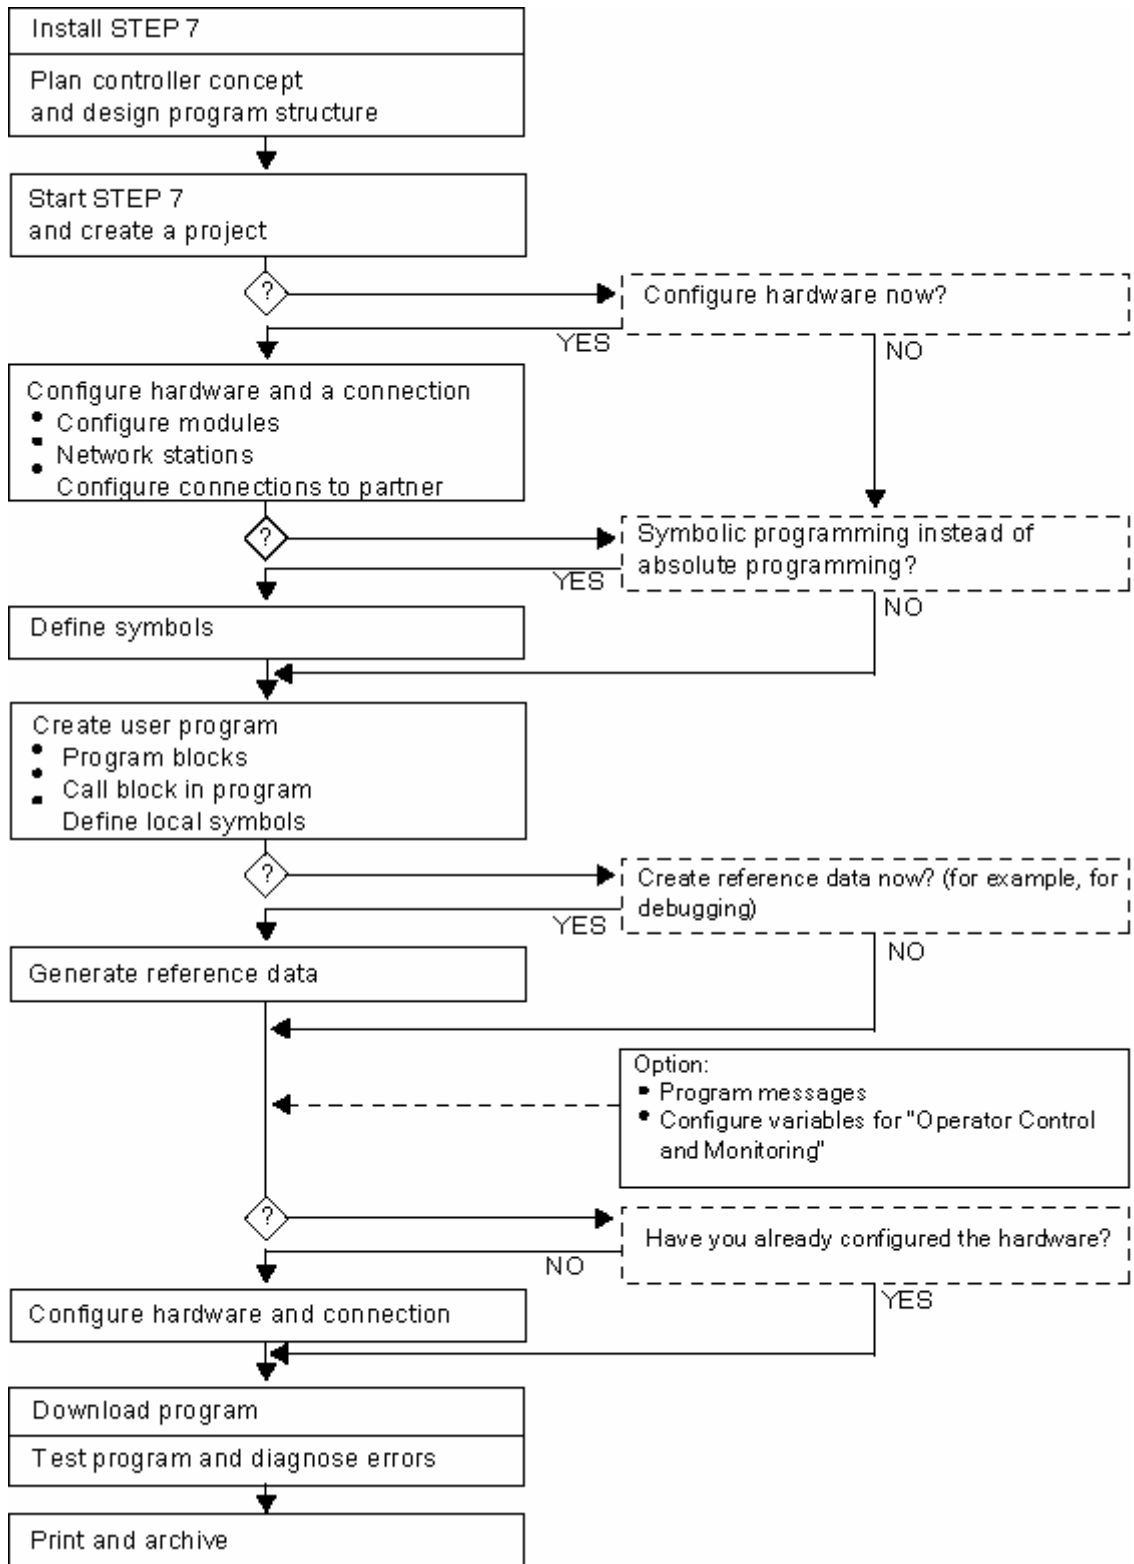 Install STEP 7
Plan controller concept
and design program structure
Start STEP 7
and create a project
?
Configure hardware now?
YES
NO
Configure hardware and a connection
• Configure modules
• Network stations
• Configure connections to partner
?
Symbolic programming instead of
absolute programming?
YES
NO
Define symbols
Create user program
• Program blocks
• Call block in program
• Define local symbols
?
Create reference data now? (for example, for
debugging)
YES
NO
Generate reference data
Option:
• Program messages
• Configure variables for "Operator Control
and Monitoring"
?
Have you already configured the hardware?
NO
YES
Configure hardware and connection
Download program
Test program and diagnose errors
Print and archive